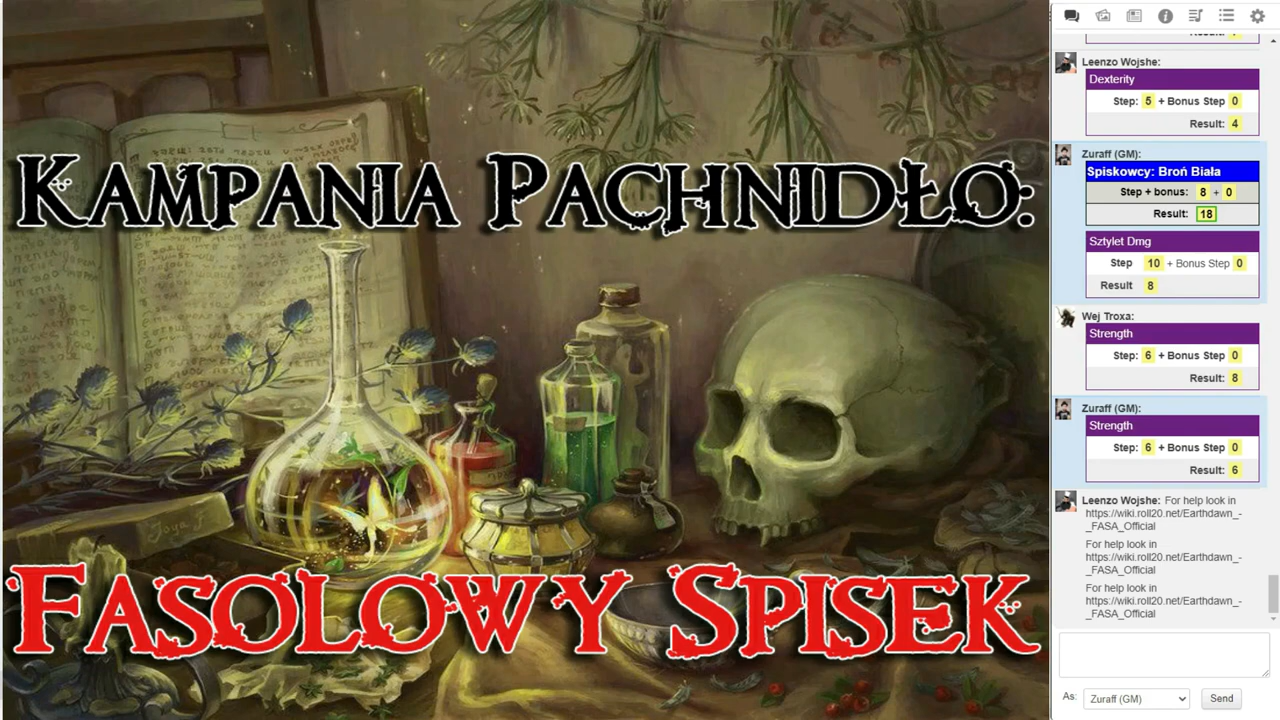 KAMPANIA PACHNIDŁO:
FASOLOWY SPISEK
Joya F
Leenzo Wojshe:
Dexterity
Step: 5 + Bonus Step 0
Result: 4
Zuraff (GM):
Spiskowcy: Broń Biała
Step + bonus: 8 + 0
Result: 18
Sztylet Dmg
Step 10 + Bonus Step 0
Result 8
Wej Troxa:
Strength
Step: 6 + Bonus Step 0
Result: 8
Zuraff (GM):
Strength
Step: 6 + Bonus Step 0
Result: 6
Leenzo Wojshe: For help look in
https://wiki.roll20.net/Earthdawn_-
_FASA_Official
For help look in
https://wiki.roll20.net/Earthdawn_-
_FASA_Official
For help look in
https://wiki.roll20.net/Earthdawn_-
_FASA_Official
As: Zuraff (GM) Send